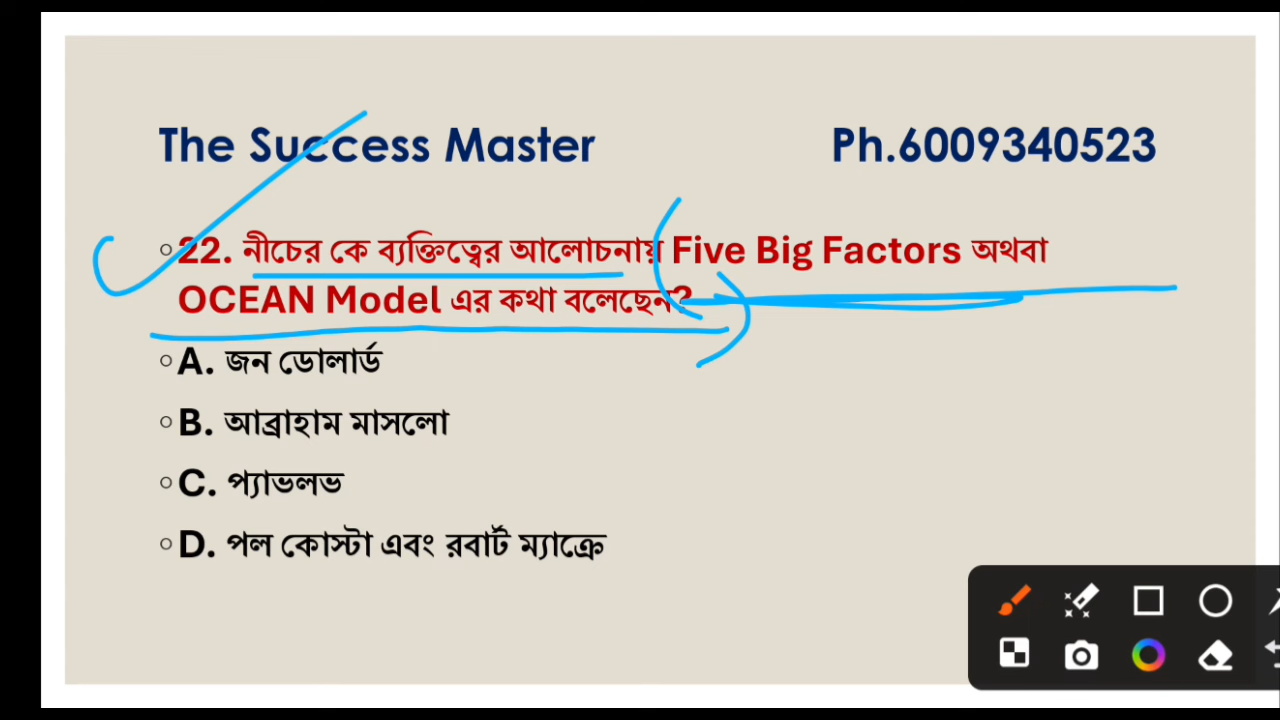 The Success Master Ph.6009340523
22. নীচের কে ব্যক্তিত্বের আলোচনায় Five Big Factors অথবা
OCEAN Model এর কথা বলেছেন?
A. জন ডোলার্ড
B. আব্রাহাম মাসলো
C. প্যাভলভ
D. পল কোস্টা এবং রবার্ট ম্যাক্রে